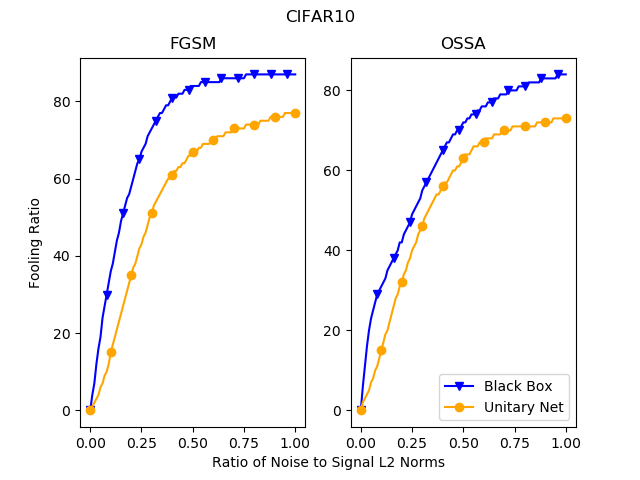 CIFAR10
FGSM
OSSA
Fooling Ratio
80
60
40
20
0
0.00 0.25 0.50 0.75 1.00
80
60
40
20
0
0.00 0.25 0.50 0.75 1.00
Black Box
Unitary Net
Ratio of Noise to Signal L2 Norms